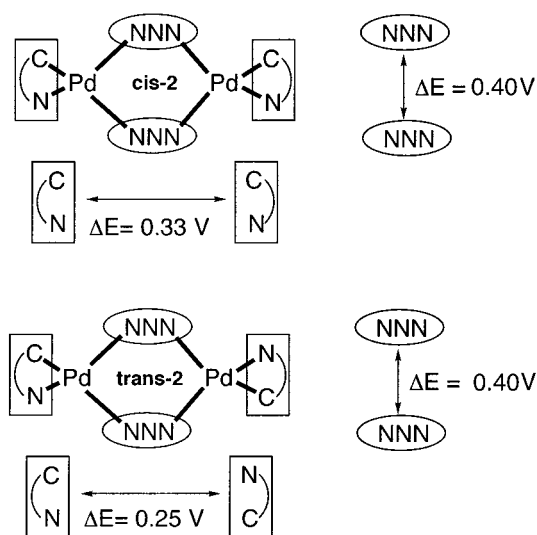 NNN
NNN
C
C
Pd
cis-2
Pd
ΔE = 0.40V
N
N
NNN
NNN
C
C
N
N
ΔE= 0.33 V
NNN
NNN
C
N
Pd
trans-2
Pd
ΔE = 0.40V
N
C
NNN
NNN
C
N
N
C
ΔE= 0.25 V